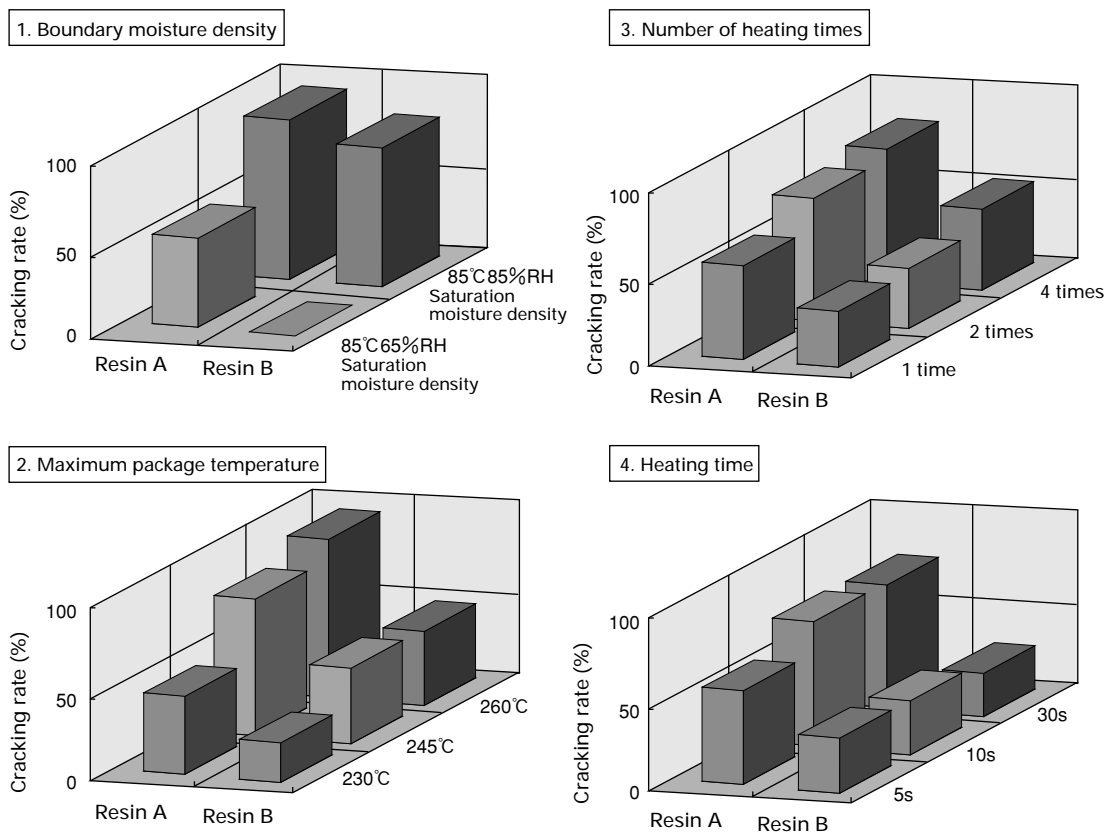 1. Boundary moisture density
Cracking rate (%)
100
50
0
Resin A
Resin B
85℃85%RH
Saturation
moisture density
85℃65%RH
Saturation
moisture density
3. Number of heating times
Cracking rate (%)
100
50
0
Resin A
Resin B
4 times
2 times
1 time
2. Maximum package temperature
Cracking rate (%)
100
50
0
Resin A
Resin B
260℃
245℃
230℃
4. Heating time
Cracking rate (%)
100
50
0
Resin A
Resin B
30s
10s
5s